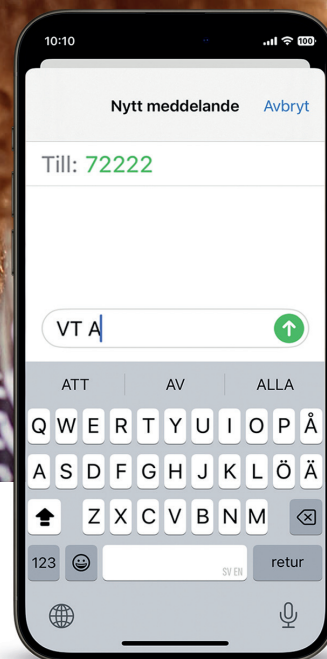 10:10
100
Nytt meddelande Avbryt
Till: 72222
VT A
ATT AV ALLA
Q W E R T Y U I O P Å
A S D F G H J K L Ö Ä
Z X C V B N M
123 SV EN retur